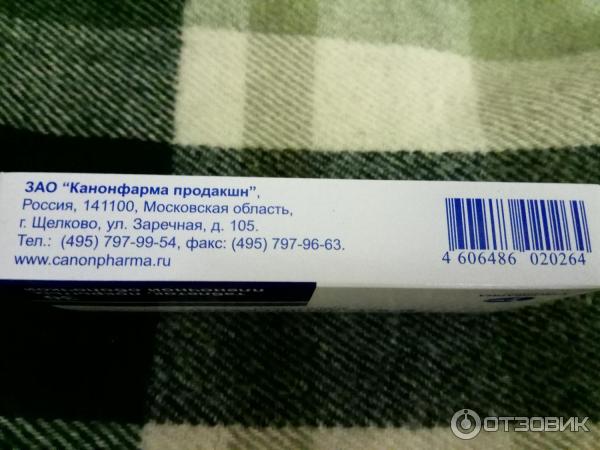 ЗАО "Канонфарма продакшн",
Россия, 141100, Московская область,
г. Щелково, ул. Заречная, д. 105.
Тел.: (495) 797-99-54, факс: (495) 797-96-63.
www.canonpharma.ru
4 606486 020264
ОТЗОВИК